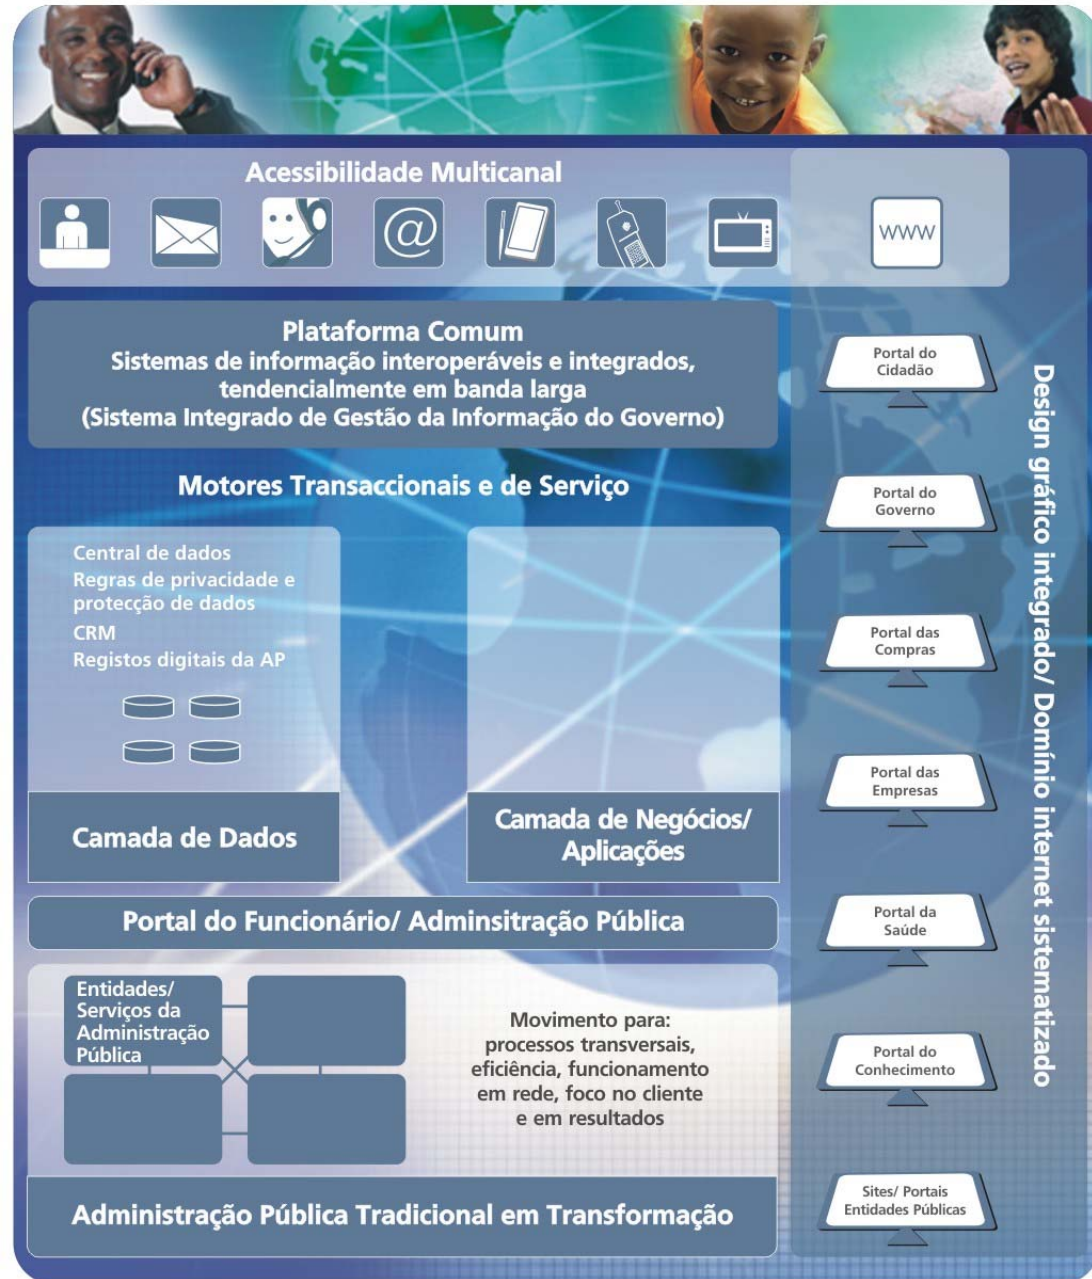 Acessibilidade Multicanal
@
WWW
Plataforma Comum
Sistemas de informação interoperáveis e integrados,
tendencialmente em banda larga
(Sistema Integrado de Gestão da Informação do Governo)
Motores Transaccionais e de Serviço
Central de dados
Regras de privacidade e
protecção de dados
CRM
Registos digitais da AP
Camada de Dados
Camada de Negócios/
Aplicações
Portal do Funcionário/ Adminsitração Pública
Entidades/
Serviços da
Administração
Pública
Movimento para:
processos transversais,
eficiência, funcionamento
em rede, foco no cliente
e em resultados
Administração Pública Tradicional em Transformação
Portal do
Cidadão
Portal do
Governo
Portal das
Compras
Portal das
Empresas
Portal da
Saúde
Portal do
Conhecimento
Sites/ Portais
Entidades Públicas
Design gráfico integrado/ Domínio internet sistematizado